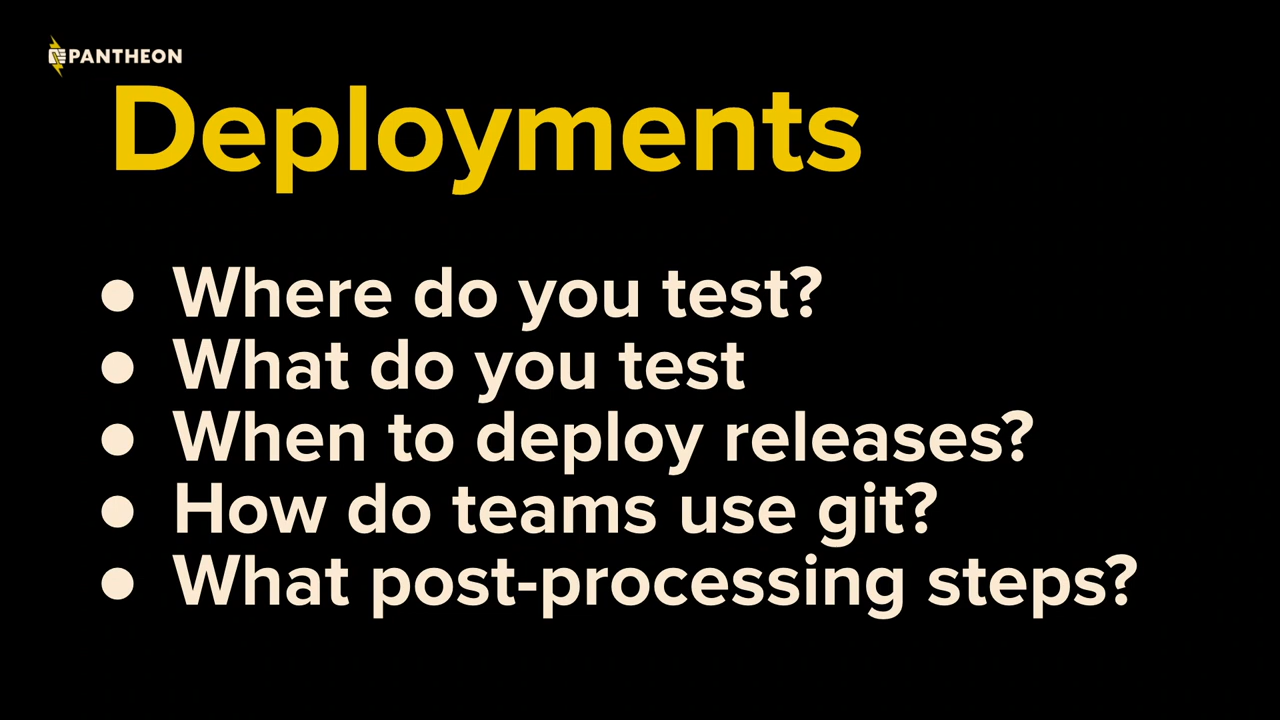 PANTHEON
Deployments
● Where do you test?
● What do you test
● When to deploy releases?
● How do teams use git?
● What post-processing steps?